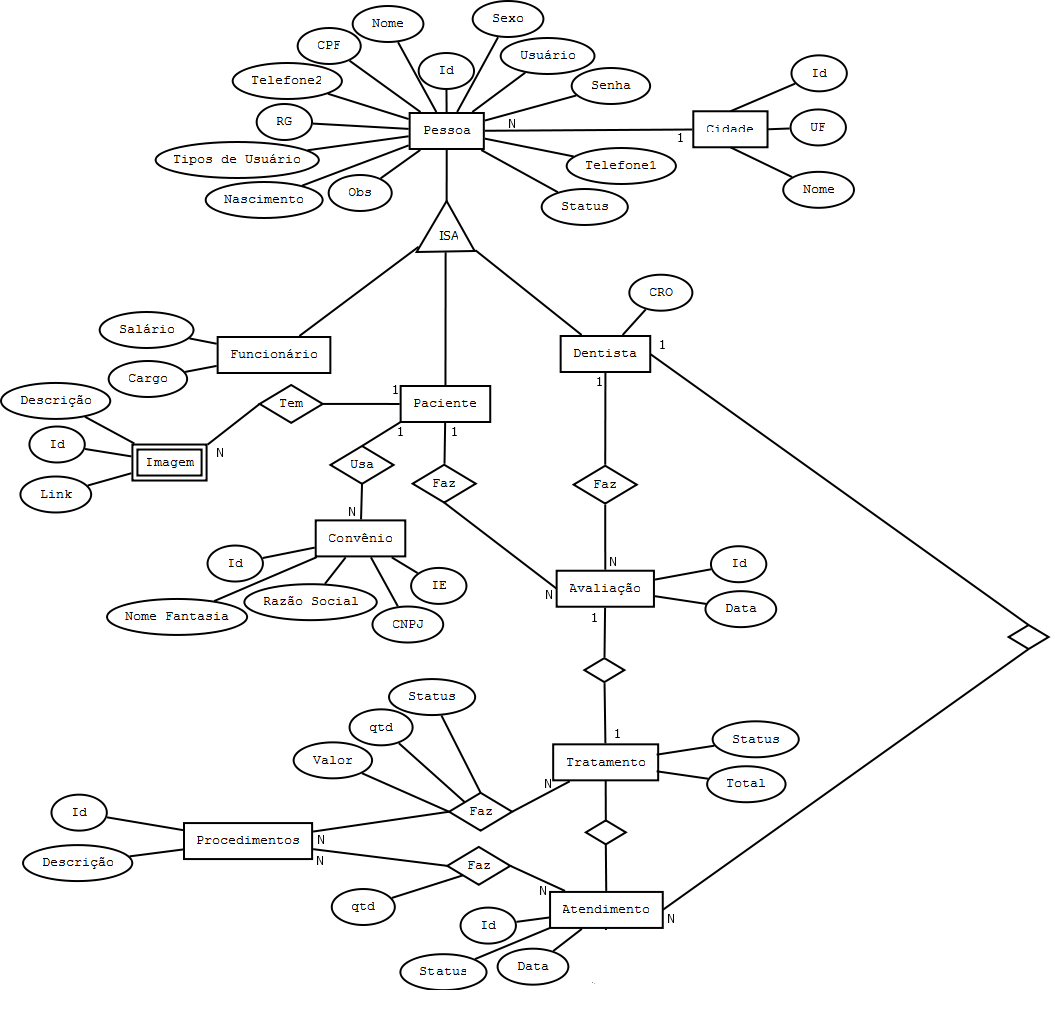 Sexo
Nome
CPF
Usuário
Id
Telefone2
Senha
Id
RG
Pessoa
N
1
Cidade
UF
Tipos de Usuário
Telefone1
Nascimento
Obs
Status
Nome
ISA
CRO
Salário
Funcionário
Dentista
1
Cargo
1
Descrição
Tem
1
Paciente
1
1
Id
N
Imagem
Usa
Faz
Faz
Link
N
Convênio
Id
N
Id
IE
N
Avaliação
Nome Fantasia
Razão Social
Data
CNPJ
1
Status
qtd
1
Status
Valor
Tratamento
N
Total
Id
Faz
Procedimentos
N
N
Descrição
Faz
N
qtd
Atendimento
N
Id
Status
Data